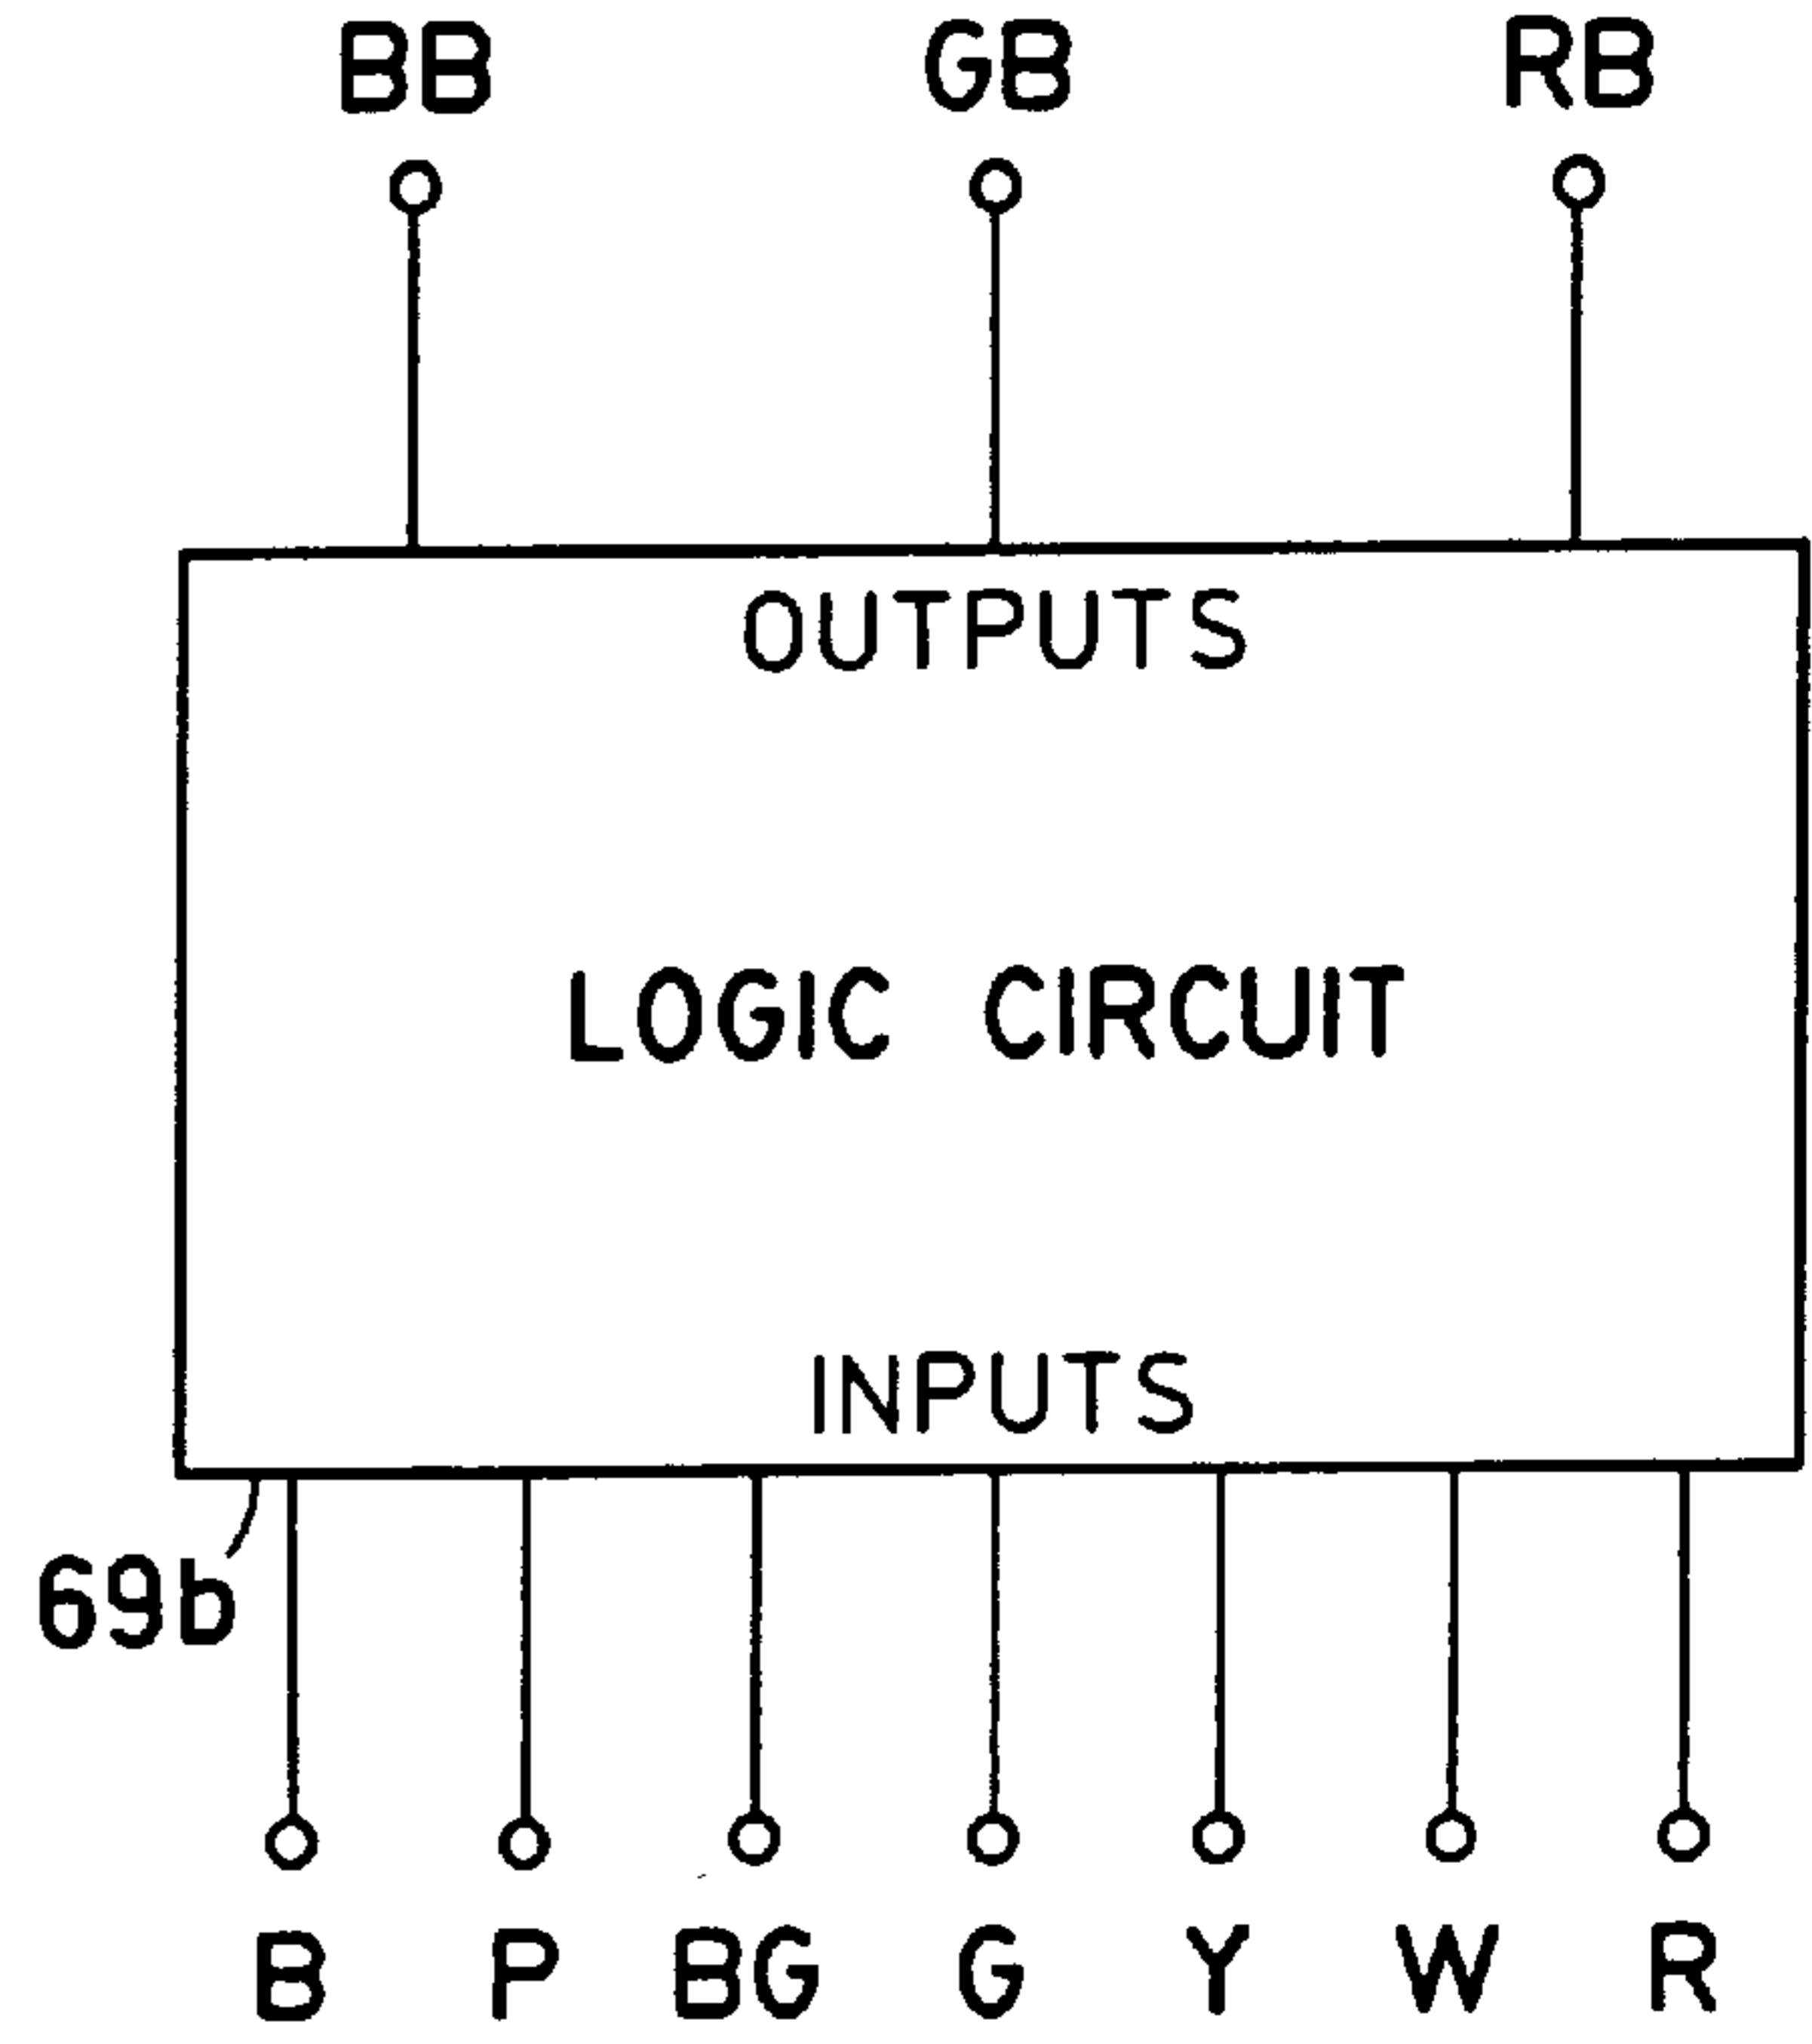 BB GB RB
OUTPUTS
LOGIC CIRCUIT
INPUTS
69b
B P BG G Y W R